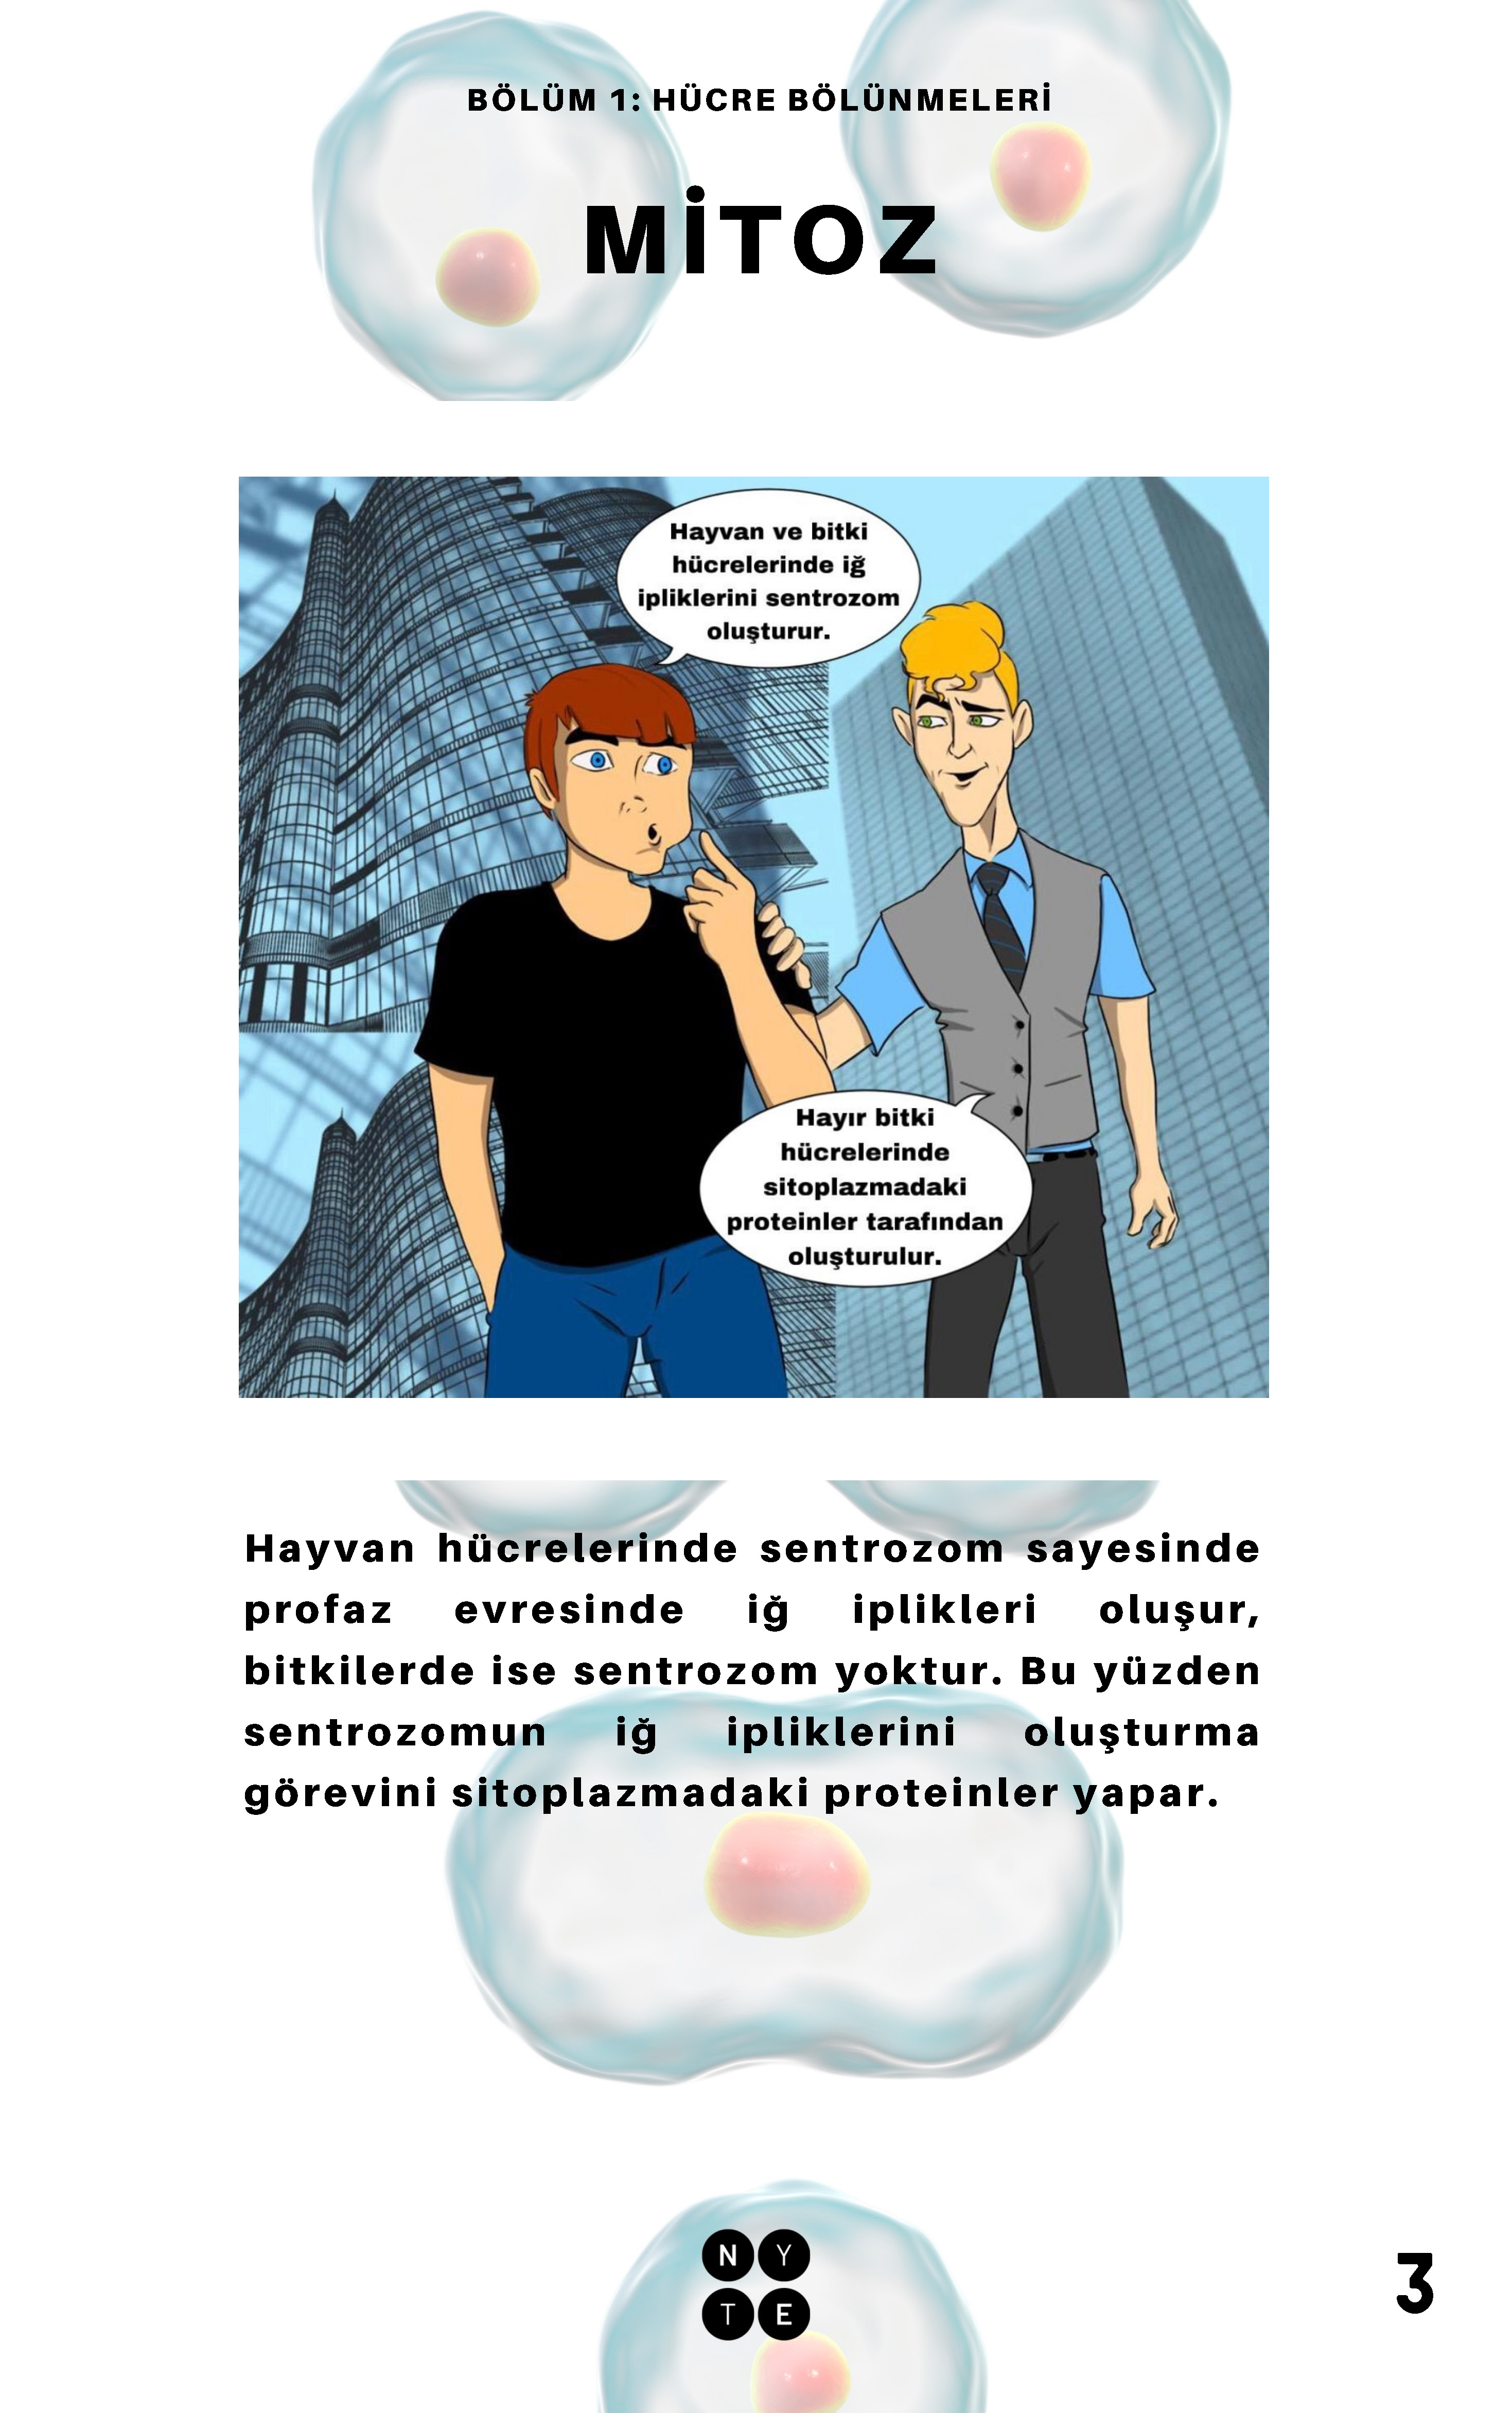 BÖLÜM 1: HÜCRE BÖLÜNMELERİ
MİTOZ
Hayvan ve bitki
hücrelerinde iğ
ipliklerini sentrozom
oluşturur.
Hayır bitki
hücrelerinde
sitoplazmadaki
proteinler tarafından
oluşturulur.
Hayvan hücrelerinde sentrozom sayesinde
profaz evresinde iğ iplikleri oluşur,
bitkilerde ise sentrozom yoktur. Bu yüzden
sentrozomun iğ ipliklerini oluşturma
görevini sitoplazmadaki proteinler yapar.
N Y
T E
3